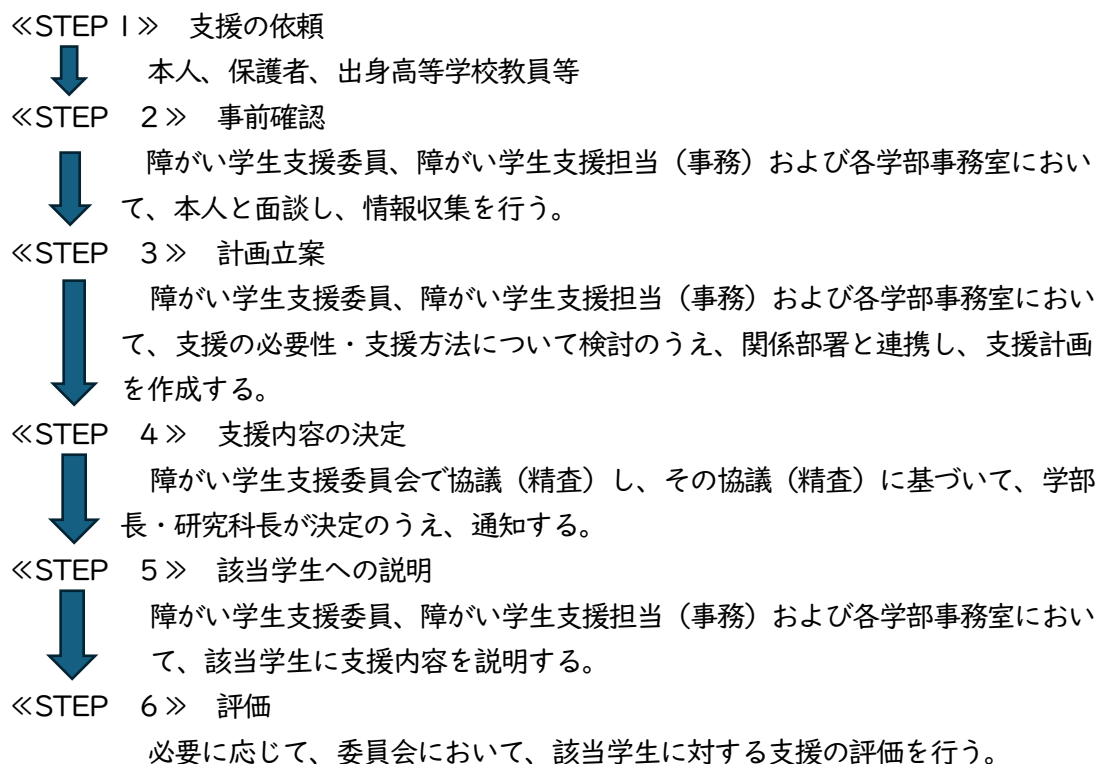 ≪STEP 1≫　支援の依頼
本人、保護者、出身高等学校教員等
≪STEP　2≫　事前確認
障がい学生支援委員、障がい学生支援担当（事務）および各学部事務室におい
て、本人と面談し、情報収集を行う。
≪STEP　3≫　計画立案
障がい学生支援委員、障がい学生支援担当（事務）および各学部事務室におい
て、支援の必要性・支援方法について検討のうえ、関係部署と連携し、支援計画
を作成する。
≪STEP　4≫　支援内容の決定
障がい学生支援委員会で協議（精査）し、その協議（精査）に基づいて、学部
長・研究科長が決定のうえ、通知する。
≪STEP　5≫　該当学生への説明
障がい学生支援委員、障がい学生支援担当（事務）および各学部事務室におい
て、該当学生に支援内容を説明する。
≪STEP　6≫　評価
必要に応じて、委員会において、該当学生に対する支援の評価を行う。